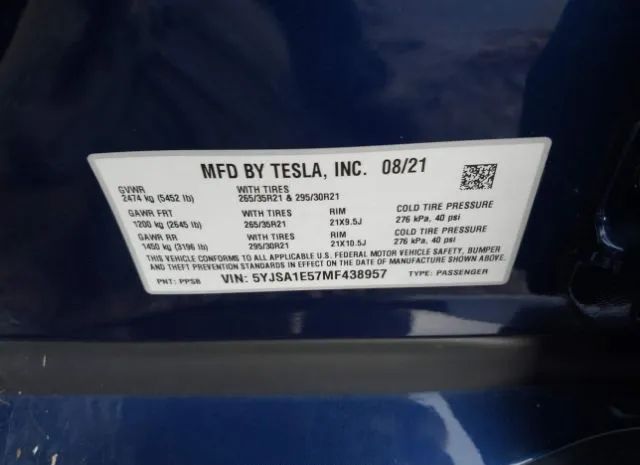 MFD BY TESLA, INC. 08/21
GVWR WITH TIRES
2474 kg (5452 lb) 265/35R21 & 295/30R21
GAWR FRT WITH TIRES RIM COLD TIRE PRESSURE
1200 kg (2645 lb) 265/35R21 21X9.5J 276 kPa, 40 psi
GAWR RR WITH TIRES RIM COLD TIRE PRESSURE
1450 kg (3196 lb) 295/30R21 21X10.5J 276 kPa, 40 psi
THIS VEHICLE CONFORMS TO ALL APPLICABLE FEDERAL MOTOR VEHICLE SAFETY, BUMPER
AND THEFT PREVENTION STANDARDS IN EFFECT ON THE DATE OF MANUFACTURE SHOWN ABOVE.
PNT: PPSB VIN: 5YJSA1E57MF438957 TYPE: PASSENGER